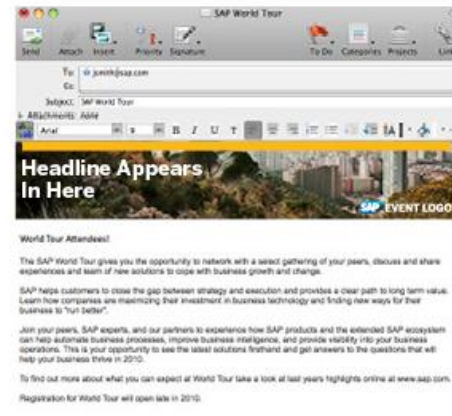 SAP World Tour
Send Attach Insert Priority Signature To Do Categories Projects
To: jsmith@sap.com
Cc:
Subject: SAP World Tour
Attachments: none
Arial 9 B I U T
Headline Appears
In Here
SAP EVENT LOGO
World Tour Attendees!
The SAP World Tour gives you the opportunity to network with a select gathering of your peers, discuss and share
experiences and learn of new solutions to cope with business growth and change.
SAP helps customers to close the gap between strategy and execution and provides a clear path to long term value.
Learn how companies are maximizing their investment in business technology and finding new ways for their
business to "run better".
Join your peers, SAP experts, and our partners to experience how SAP products and the extended SAP ecosystem
can help automate business processes, improve business intelligence, and provide visibility into your business
operations. This is your opportunity to see the latest solutions firsthand and get answers to the questions that will
help your business thrive in 2010.
To find out more about what you can expect at World Tour take a look at last years highlights online at www.sap.com.
Registration for World Tour will open late in 2010.